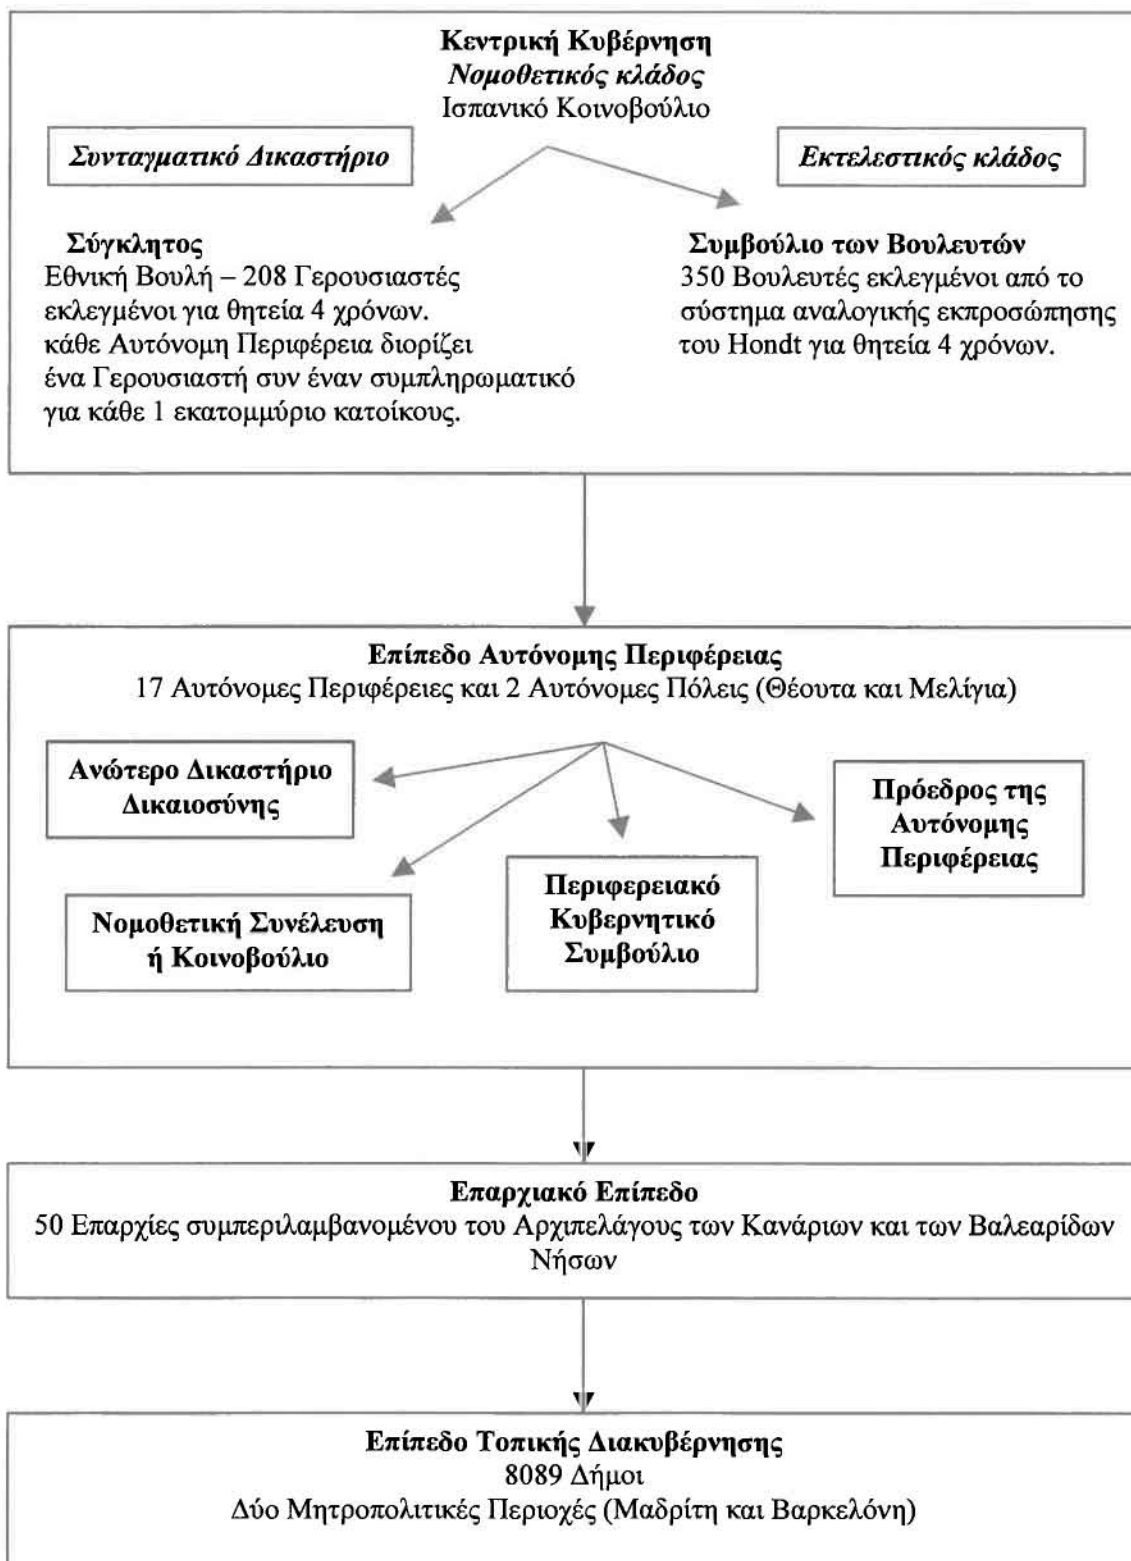 Κεντρική Κυβέρνηση
Νομοθετικός κλάδος
Ισπανικό Κοινοβούλιο
Συνταγματικό Δικαστήριο
Εκτελεστικός κλάδος
Σύγκλητος
Εθνική Βουλή – 208 Γερουσιαστές
εκλεγμένοι για θητεία 4 χρόνων.
κάθε Αυτόνομη Περιφέρεια διορίζει
ένα Γερουσιαστή συν έναν συμπληρωματικό
για κάθε 1 εκατομμύριο κατοίκους.
Συμβούλιο των Βουλευτών
350 Βουλευτές εκλεγμένοι από το
σύστημα αναλογικής εκπροσώπησης
του Hondt για θητεία 4 χρόνων.
Επίπεδο Αυτόνομης Περιφέρειας
17 Αυτόνομες Περιφέρειες και 2 Αυτόνομες Πόλεις (Θέουτα και Μελίγια)
Ανώτερο Δικαστήριο
Δικαιοσύνης
Πρόεδρος της
Αυτόνομης
Περιφέρειας
Νομοθετική Συνέλευση
ή Κοινοβούλιο
Περιφερειακό
Κυβερνητικό
Συμβούλιο
Επαρχιακό Επίπεδο
50 Επαρχίες συμπεριλαμβανομένου του Αρχιπελάγους των Κανάριων και των Βαλεαρίδων
Νήσων
Επίπεδο Τοπικής Διακυβέρνησης
8089 Δήμοι
Δύο Μητροπολιτικές Περιοχές (Μαδρίτη και Βαρκελόνη)